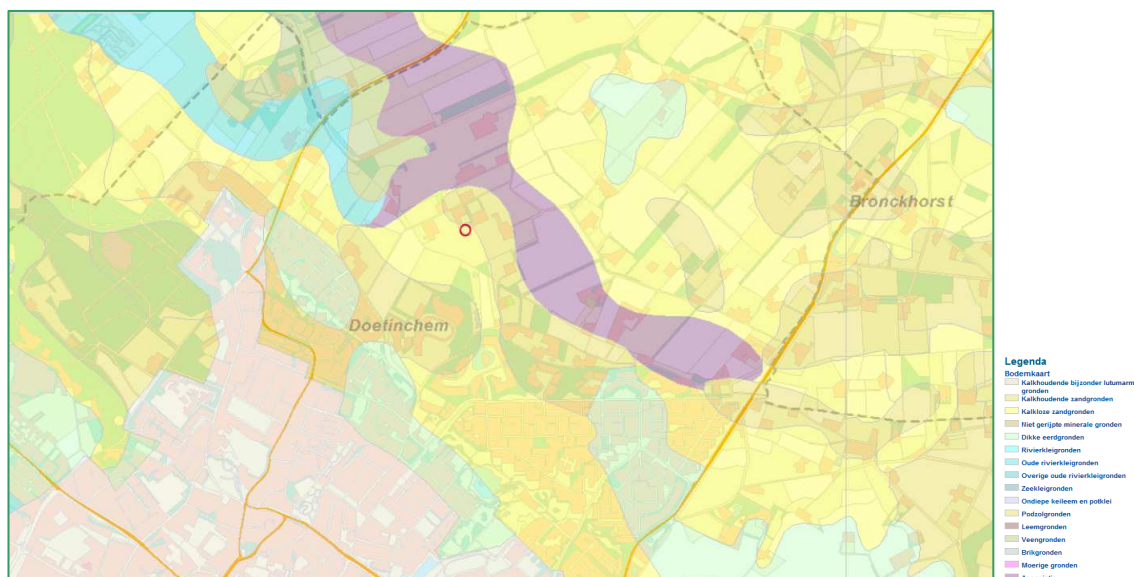 Bronckhorst
Doetinchem
Legenda
Bodemkaart
Kalkhoudende bijzonder lutumarm
gronden
Kalkhoudende zandgronden
Kalkloze zandgronden
Niet gerijpte minerale gronden
Dikke eerdgronden
Rivierkleigronden
Oude rivierkleigronden
Overige oude rivierkleigronden
Zeekleigronden
Ondiepe keileem en potklei
Podzolgronden
Leemgronden
Veengronden
Brikgronden
Moerige gronden